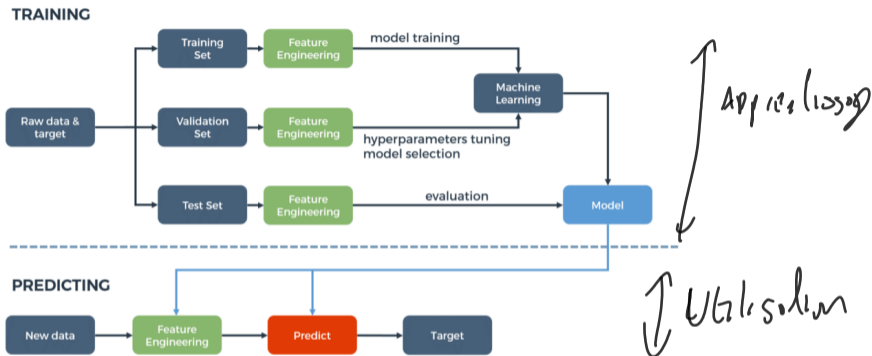 TRAINING
Training
Set
Feature
Engineering
model training
Machine
Learning
Raw data &
target
Validation
Set
Feature
Engineering
hyperparameters tuning
model selection
Test Set
Feature
Engineering
evaluation
Model
PREDICTING
New data
Feature
Engineering
Predict
Target
Utilisation